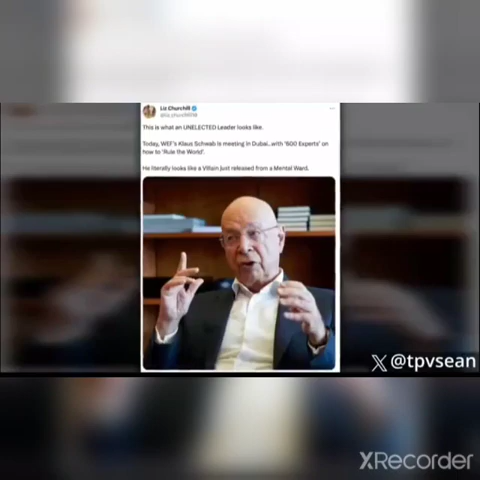 Liz Churchill
@liz_churchill10
This is what an UNELECTED Leader looks like.
Today, WEF's Klaus Schwab is meeting in Dubai...with '600 Experts' on
how to 'Rule the World'.
He literally looks like a Villain just released from a Mental Ward.
X @tpvsean
XRecorder